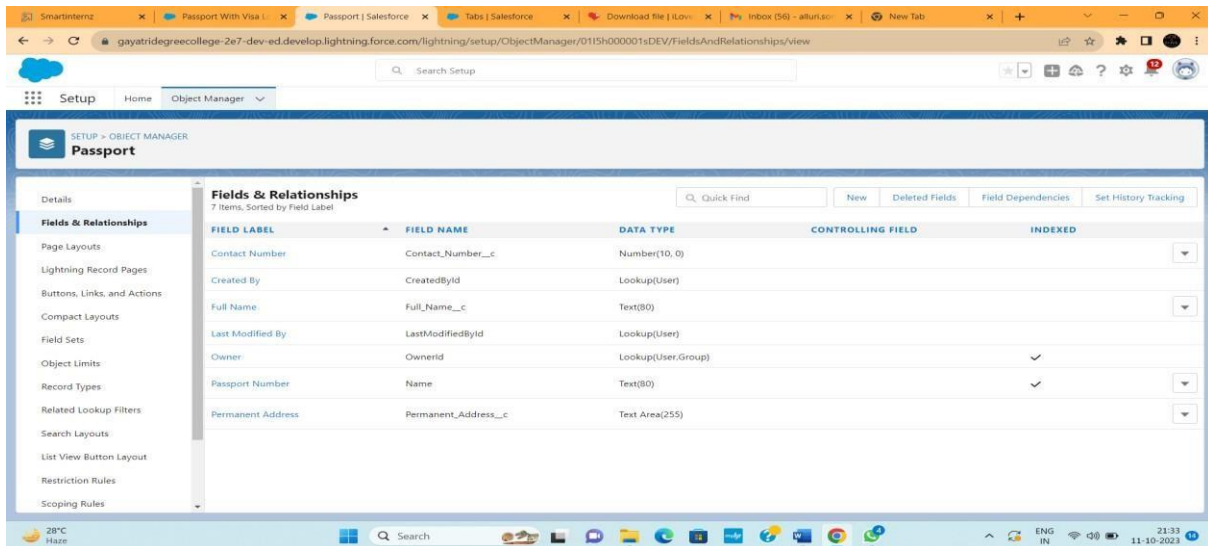 Smartinternz
Passport With Visa L
Passport | Salesforce
Tabs | Salesforce
Download file | iLove
Inbox (56) - alluri.sor
New Tab
gayatridegreecollege-2e7-dev-ed.develop.lightning.force.com/lightning/setup/ObjectManager/01I5h000001sDEV/FieldsAndRelationships/view
Search Setup
12
Setup Home Object Manager
SETUP > OBJECT MANAGER
Passport
Details
Fields & Relationships
Page Layouts
Lightning Record Pages
Buttons, Links, and Actions
Compact Layouts
Field Sets
Object Limits
Record Types
Related Lookup Filters
Search Layouts
List View Button Layout
Restriction Rules
Scoping Rules
Fields & Relationships
7 Items, Sorted by Field Label
Quick Find
New
Deleted Fields
Field Dependencies
Set History Tracking
FIELD LABEL FIELD NAME DATA TYPE CONTROLLING FIELD INDEXED
Contact Number Contact_Number__c Number(10, 0)
Created By CreatedById Lookup(User)
Full Name Full_Name__c Text(80)
Last Modified By LastModifiedById Lookup(User)
Owner OwnerId Lookup(User,Group)
Passport Number Name Text(80)
Permanent Address Permanent_Address__c Text Area(255)
28°C
Haze
Search
ENG
IN
21:33
11-10-2023